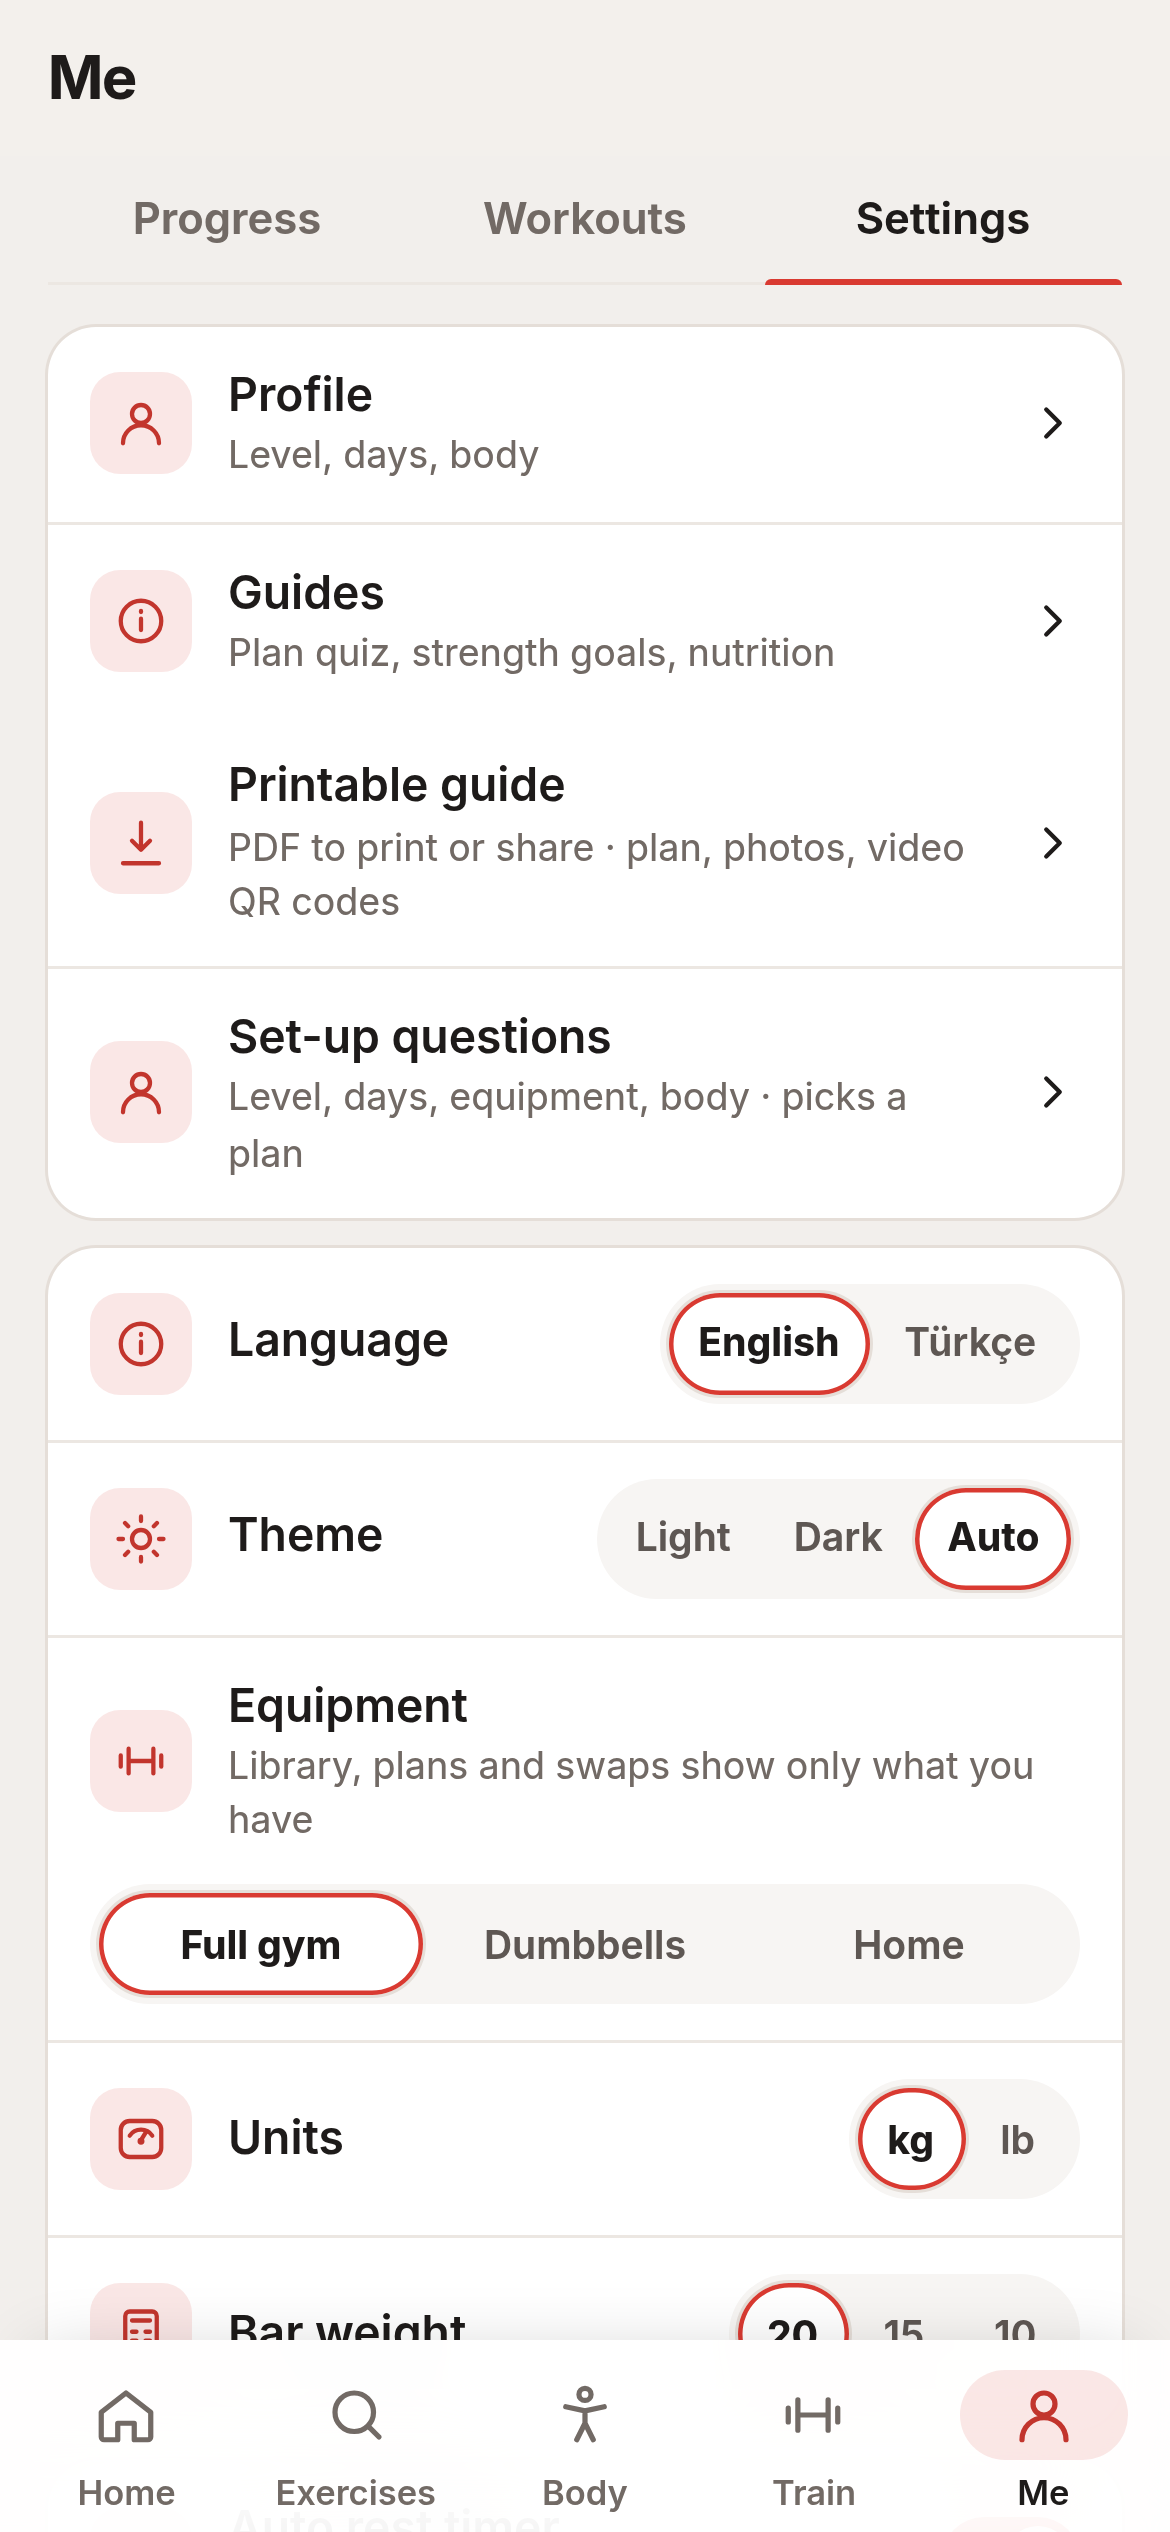 Me
Progress
Workouts
Settings
Profile
Level, days, body
Guides
Plan quiz, strength goals, nutrition
Printable guide
PDF to print or share · plan, photos, video
QR codes
Set-up questions
Level, days, equipment, body · picks a
plan
Language
English
Türkçe
Theme
Light
Dark
Auto
Equipment
Library, plans and swaps show only what you
have
Full gym
Dumbbells
Home
Units
kg
lb
Bar weight
20
15
10
Home
Exercises
Body
Train
Me
Auto rest timer